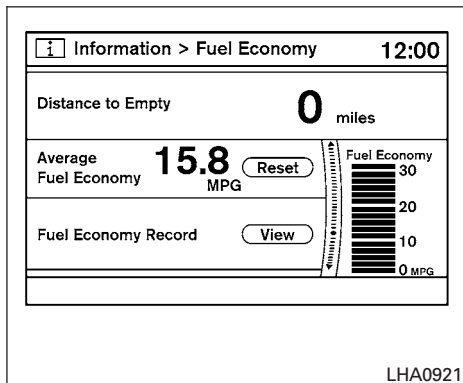 i Information > Fuel Economy 12:00
Distance to Empty 0 miles
Average Fuel Economy 15.8 MPG Reset
Fuel Economy Record View
Fuel Economy
30
20
10
0 MPG
LHA0921